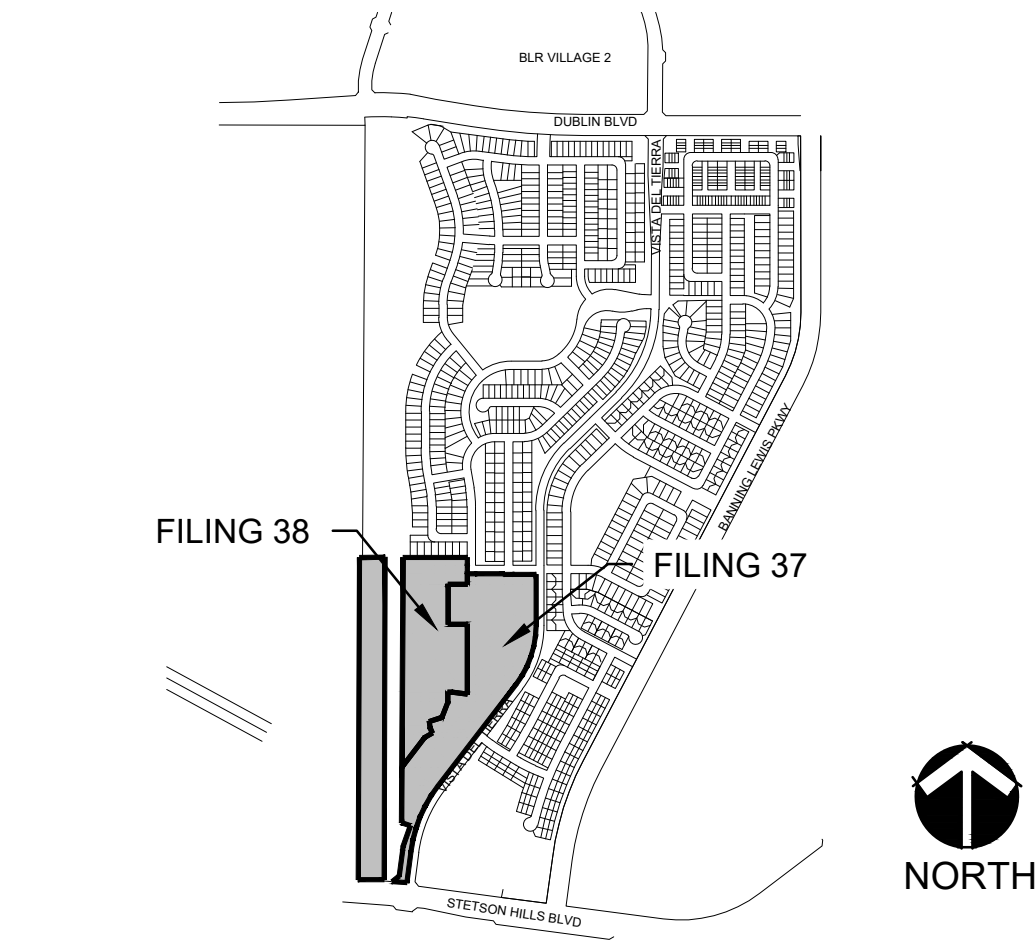 BLR VILLAGE 2
DUBLIN BLVD
VISTA DEL TIERRA
BANNING LEWIS PKWY
FILING 38
FILING 37
VISTA DEL TIERRA
NORTH
STETSON HILLS BLVD